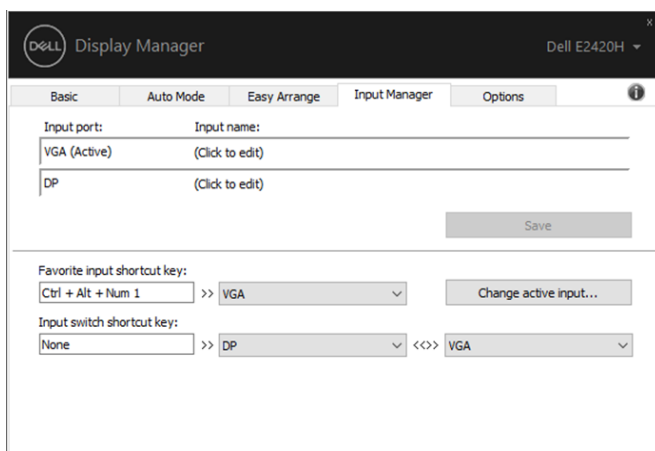 x
DELL Display Manager Dell E2420H
Basic Auto Mode Easy Arrange Input Manager Options i
Input port: Input name:
VGA (Active) (Click to edit)
DP (Click to edit)
Save
Favorite input shortcut key:
Ctrl + Alt + Num 1 >> VGA Change active input...
Input switch shortcut key:
None >> DP <<>> VGA